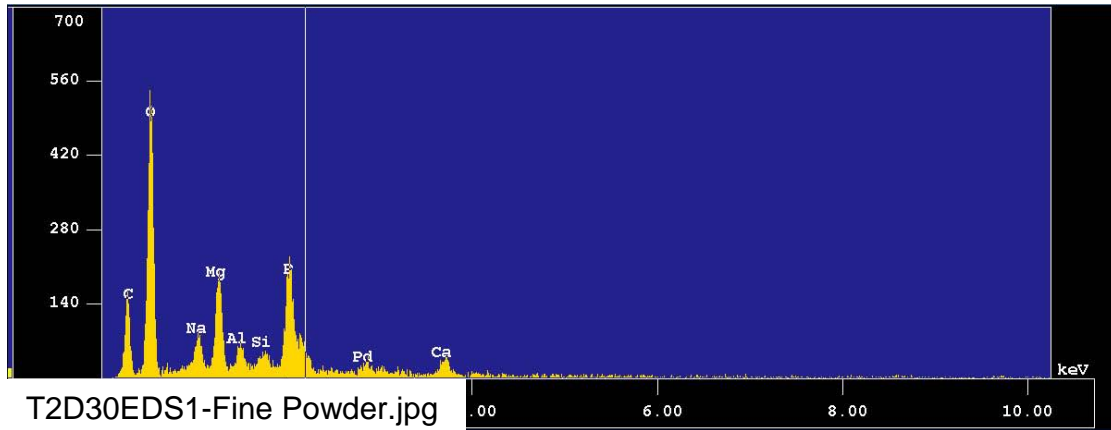 700
560
O
420
280
P
Mg
140
C
Na
Al
Si
Pd
Ca
keV
.00
6.00
8.00
10.00
T2D30EDS1-Fine Powder.jpg